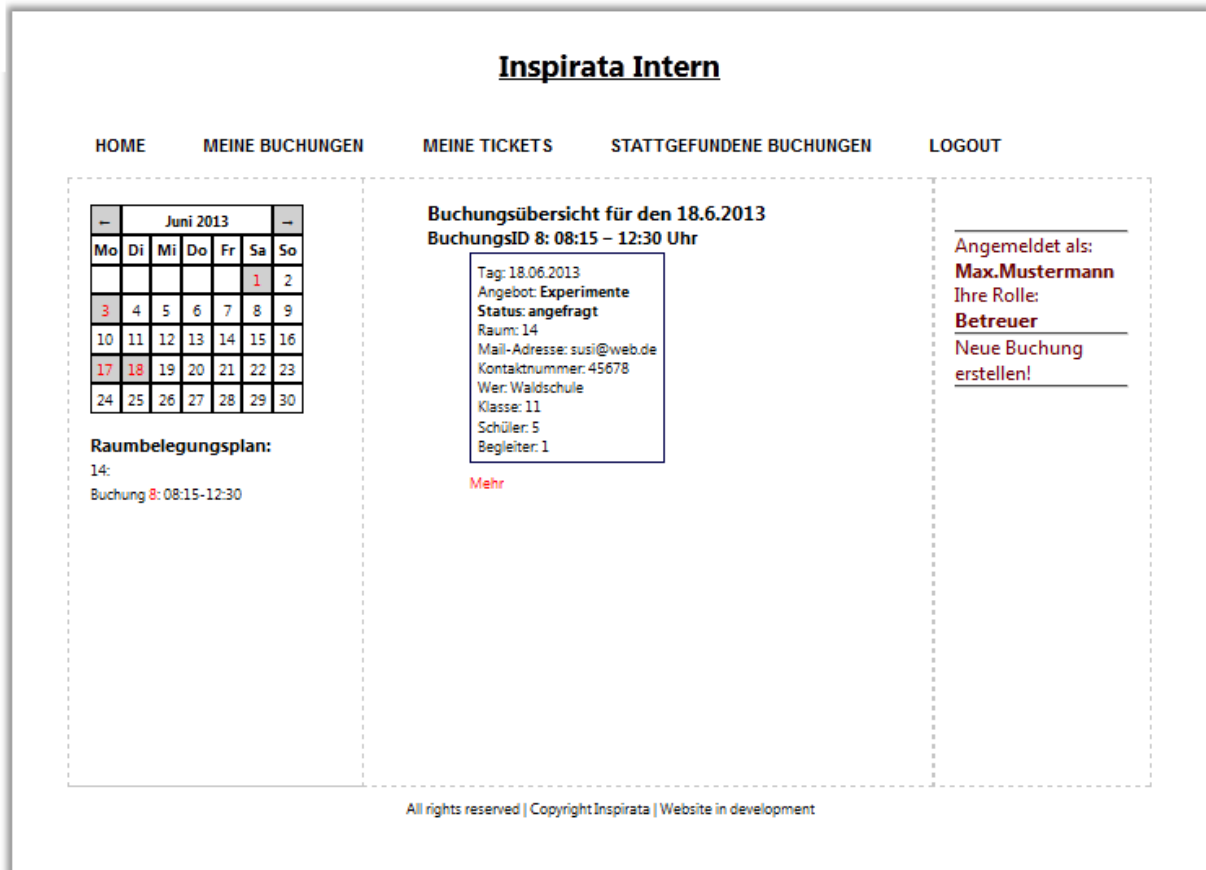 Inspirata Intern
HOME MEINE BUCHUNGEN MEINE TICKETS STATTGEFUNDENE BUCHUNGEN LOGOUT
← Juni 2013 →
Mo Di Mi Do Fr Sa So
1 2
3 4 5 6 7 8 9
10 11 12 13 14 15 16
17 18 19 20 21 22 23
24 25 26 27 28 29 30
Raumbelegungsplan:
14:
Buchung 8: 08:15-12:30
Buchungsübersicht für den 18.6.2013
BuchungsID 8: 08:15 – 12:30 Uhr
Tag: 18.06.2013
Angebot: Experimente
Status: angefragt
Raum: 14
Mail-Adresse: susi@web.de
Kontaktnummer: 45678
Wer: Waldschule
Klasse: 11
Schüler: 5
Begleiter: 1
Mehr
Angemeldet als:
Max.Mustermann
Ihre Rolle:
Betreuer
Neue Buchung
erstellen!
All rights reserved | Copyright Inspirata | Website in development